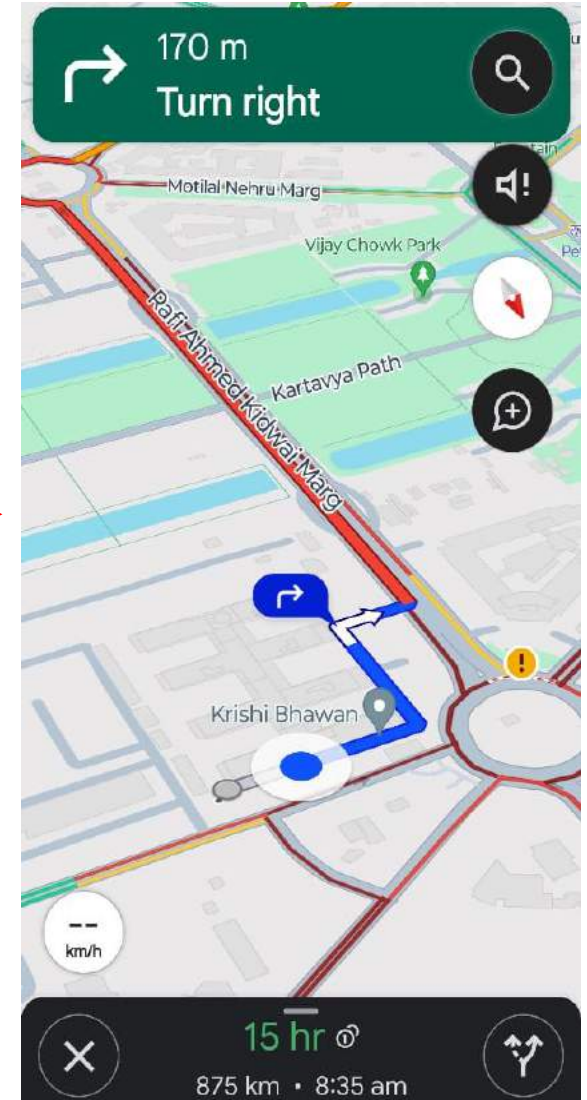 170 m
Turn right
Motilal Nehru Marg
Vijay Chowk Park
Rafi Ahmed Kidwai Marg
Kartavya Path
Krishi Bhawan
--
km/h
15 hr
875 km • 8:35 am